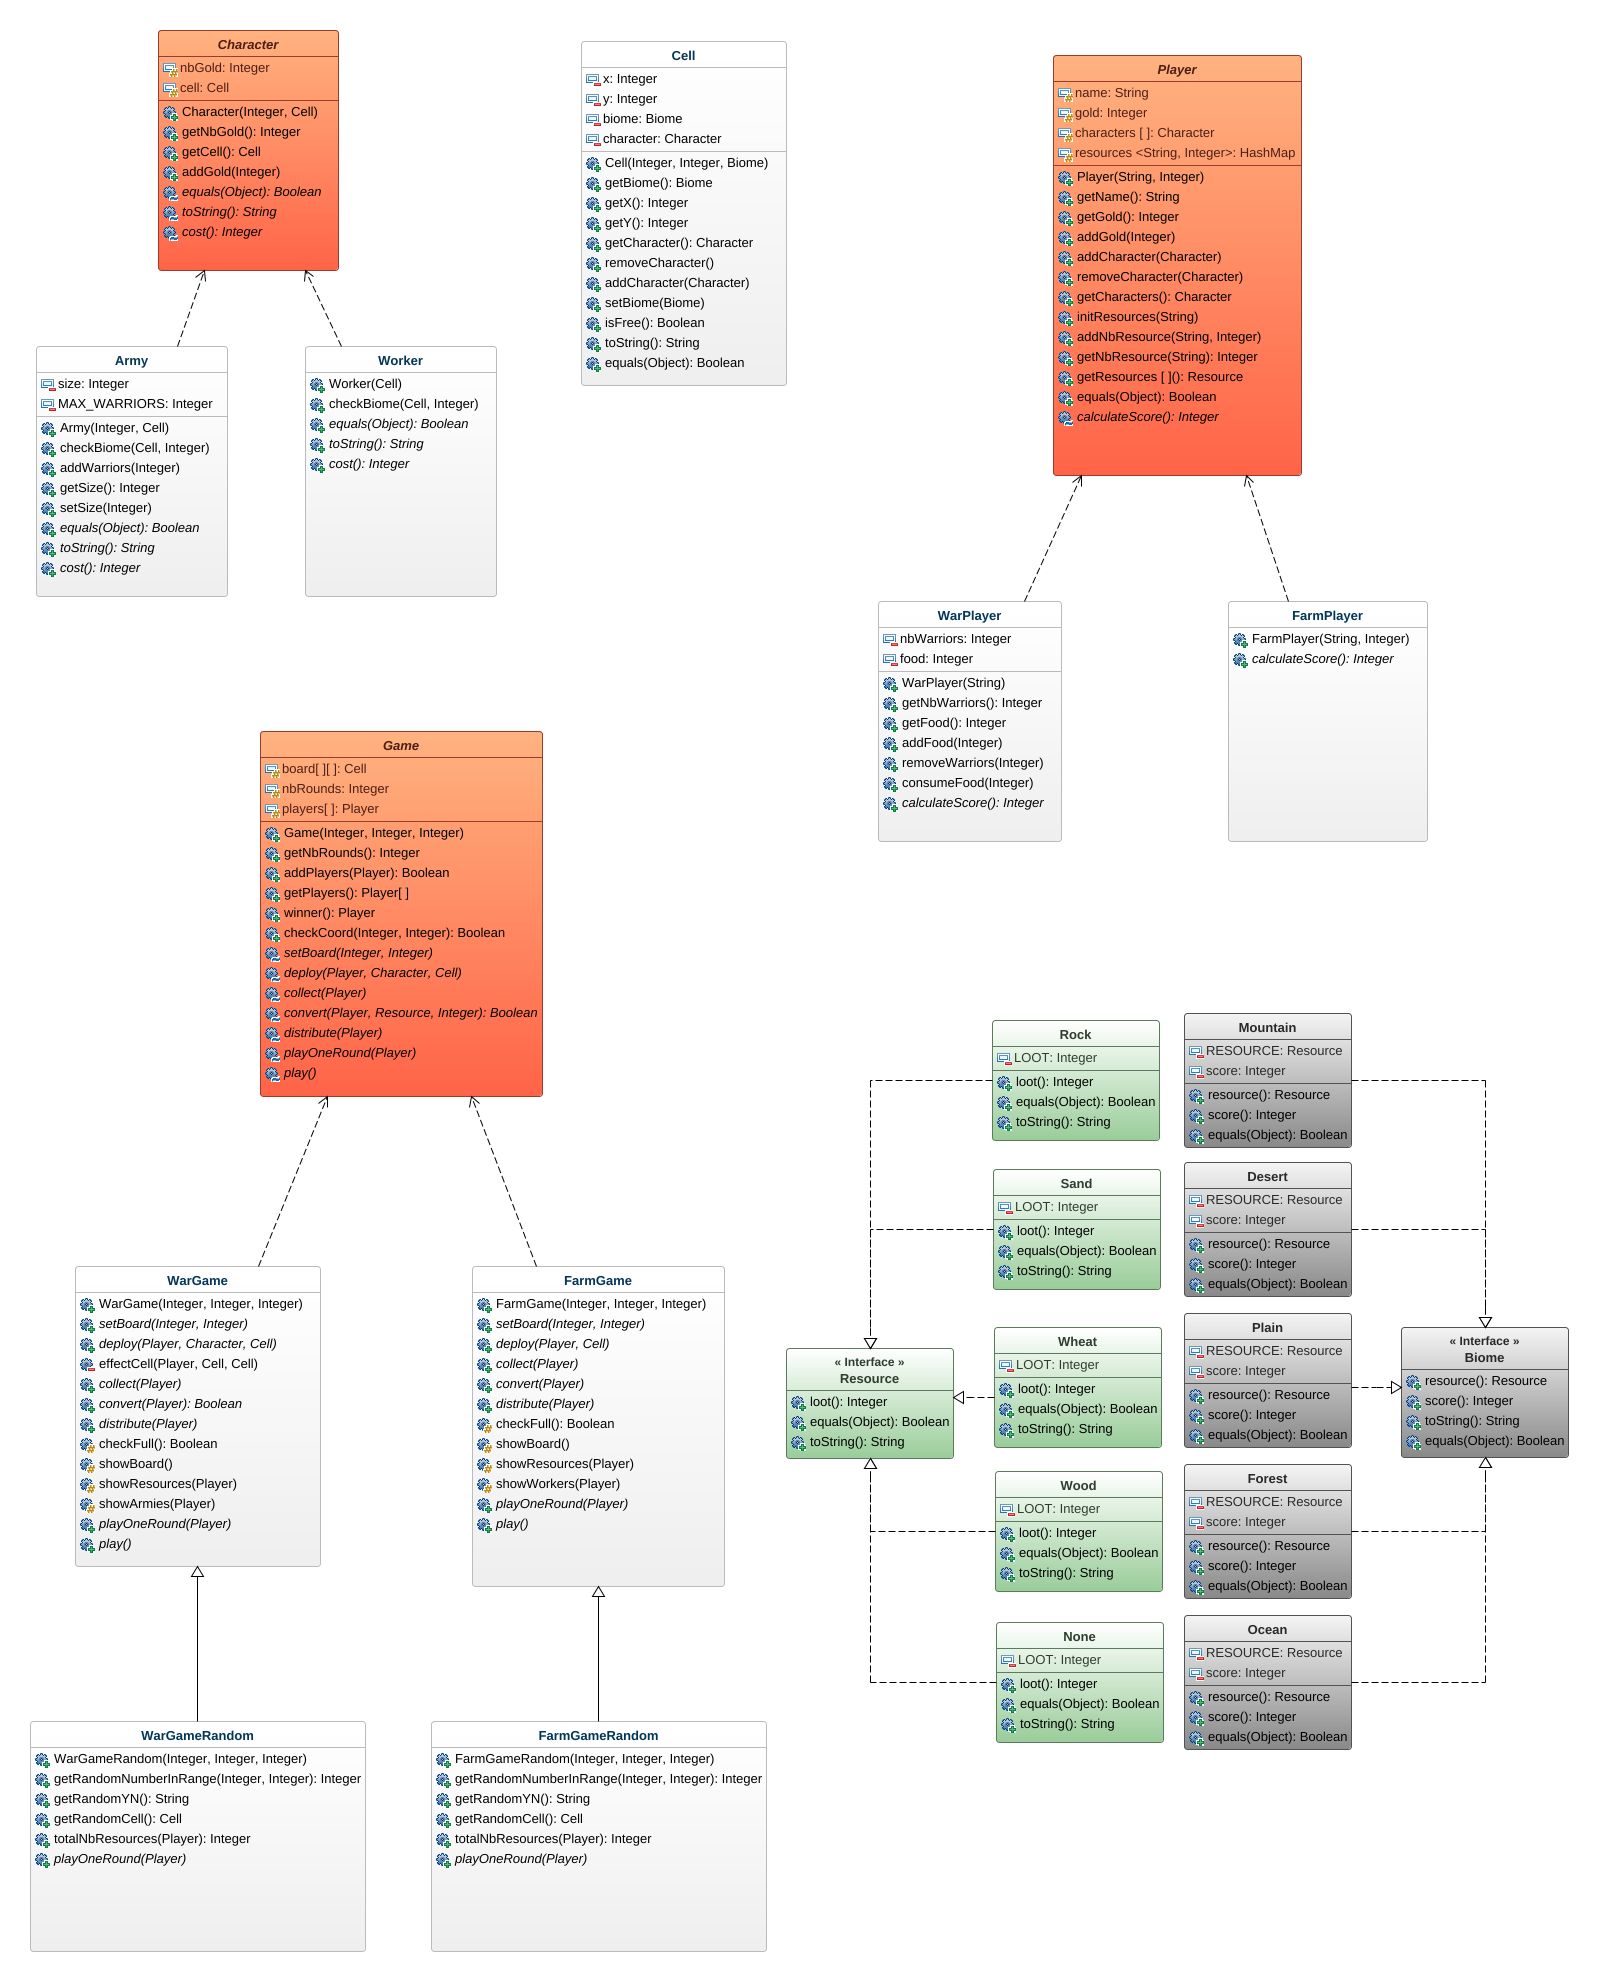 Character
nbGold: Integer
cell: Cell
Character(Integer, Cell)
getNbGold(): Integer
getCell(): Cell
addGold(Integer)
equals(Object): Boolean
toString(): String
cost(): Integer
Cell
x: Integer
y: Integer
biome: Biome
character: Character
Cell(Integer, Integer, Biome)
getBiome(): Biome
getX(): Integer
getY(): Integer
getCharacter(): Character
removeCharacter()
addCharacter(Character)
setBiome(Biome)
isFree(): Boolean
toString(): String
equals(Object): Boolean
Player
name: String
gold: Integer
characters [ ]: Character
resources <String, Integer>: HashMap
Player(String, Integer)
getName(): String
getGold(): Integer
addGold(Integer)
addCharacter(Character)
removeCharacter(Character)
getCharacters(): Character
initResources(String)
addNbResource(String, Integer)
getNbResource(String): Integer
getResources [ ](): Resource
equals(Object): Boolean
calculateScore(): Integer
Army
size: Integer
MAX_WARRIORS: Integer
Army(Integer, Cell)
checkBiome(Cell, Integer)
addWarriors(Integer)
getSize(): Integer
setSize(Integer)
equals(Object): Boolean
toString(): String
cost(): Integer
Worker
Worker(Cell)
checkBiome(Cell, Integer)
equals(Object): Boolean
toString(): String
cost(): Integer
WarPlayer
nbWarriors: Integer
food: Integer
WarPlayer(String)
getNbWarriors(): Integer
getFood(): Integer
addFood(Integer)
removeWarriors(Integer)
consumeFood(Integer)
calculateScore(): Integer
FarmPlayer
FarmPlayer(String, Integer)
calculateScore(): Integer
Game
board[ ][ ]: Cell
nbRounds: Integer
players[ ]: Player
Game(Integer, Integer, Integer)
getNbRounds(): Integer
addPlayers(Player): Boolean
getPlayers(): Player[ ]
winner(): Player
checkCoord(Integer, Integer): Boolean
setBoard(Integer, Integer)
deploy(Player, Character, Cell)
collect(Player)
convert(Player, Resource, Integer): Boolean
distribute(Player)
playOneRound(Player)
play()
WarGame
WarGame(Integer, Integer, Integer)
setBoard(Integer, Integer)
deploy(Player, Character, Cell)
effectCell(Player, Cell, Cell)
collect(Player)
convert(Player): Boolean
distribute(Player)
checkFull(): Boolean
showBoard()
showResources(Player)
showArmies(Player)
playOneRound(Player)
play()
FarmGame
FarmGame(Integer, Integer, Integer)
setBoard(Integer, Integer)
deploy(Player, Cell)
collect(Player)
convert(Player)
distribute(Player)
checkFull(): Boolean
showBoard()
showResources(Player)
showWorkers(Player)
playOneRound(Player)
play()
WarGameRandom
WarGameRandom(Integer, Integer, Integer)
getRandomNumberInRange(Integer, Integer): Integer
getRandomYN(): String
getRandomCell(): Cell
totalNbResources(Player): Integer
playOneRound(Player)
FarmGameRandom
FarmGameRandom(Integer, Integer, Integer)
getRandomNumberInRange(Integer, Integer): Integer
getRandomYN(): String
getRandomCell(): Cell
totalNbResources(Player): Integer
playOneRound(Player)
« Interface »
Resource
loot(): Integer
equals(Object): Boolean
toString(): String
Rock
LOOT: Integer
loot(): Integer
equals(Object): Boolean
toString(): String
Sand
LOOT: Integer
loot(): Integer
equals(Object): Boolean
toString(): String
Wheat
LOOT: Integer
loot(): Integer
equals(Object): Boolean
toString(): String
Wood
LOOT: Integer
loot(): Integer
equals(Object): Boolean
toString(): String
None
LOOT: Integer
loot(): Integer
equals(Object): Boolean
toString(): String
Mountain
RESOURCE: Resource
score: Integer
resource(): Resource
score(): Integer
equals(Object): Boolean
Desert
RESOURCE: Resource
score: Integer
resource(): Resource
score(): Integer
equals(Object): Boolean
Plain
RESOURCE: Resource
score: Integer
resource(): Resource
score(): Integer
equals(Object): Boolean
Forest
RESOURCE: Resource
score: Integer
resource(): Resource
score(): Integer
equals(Object): Boolean
Ocean
RESOURCE: Resource
score: Integer
resource(): Resource
score(): Integer
equals(Object): Boolean
« Interface »
Biome
resource(): Resource
score(): Integer
toString(): String
equals(Object): Boolean